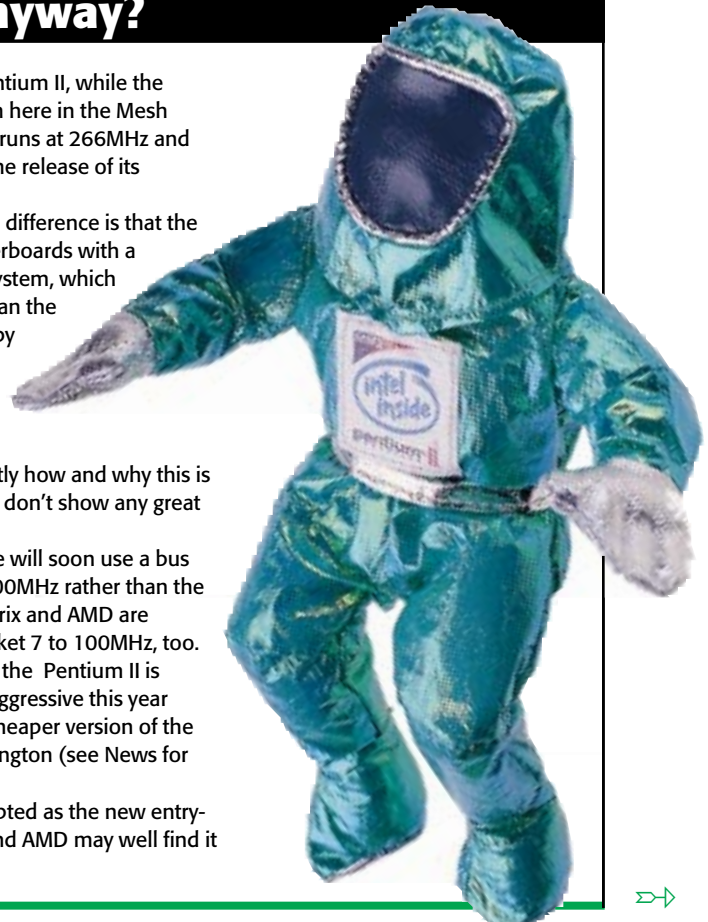 nyway?
ntium II, while the
n here in the Mesh
runs at 266MHz and
ne release of its
difference is that the
erboards with a
ystem, which
an the
by
intel
inside
pentium II
tly how and why this is
don't show any great
e will soon use a bus
00MHz rather than the
rix and AMD are
ket 7 to 100MHz, too.
the Pentium II is
ggressive this year
heaper version of the
ngton (see News for
pted as the new entry-
nd AMD may well find it